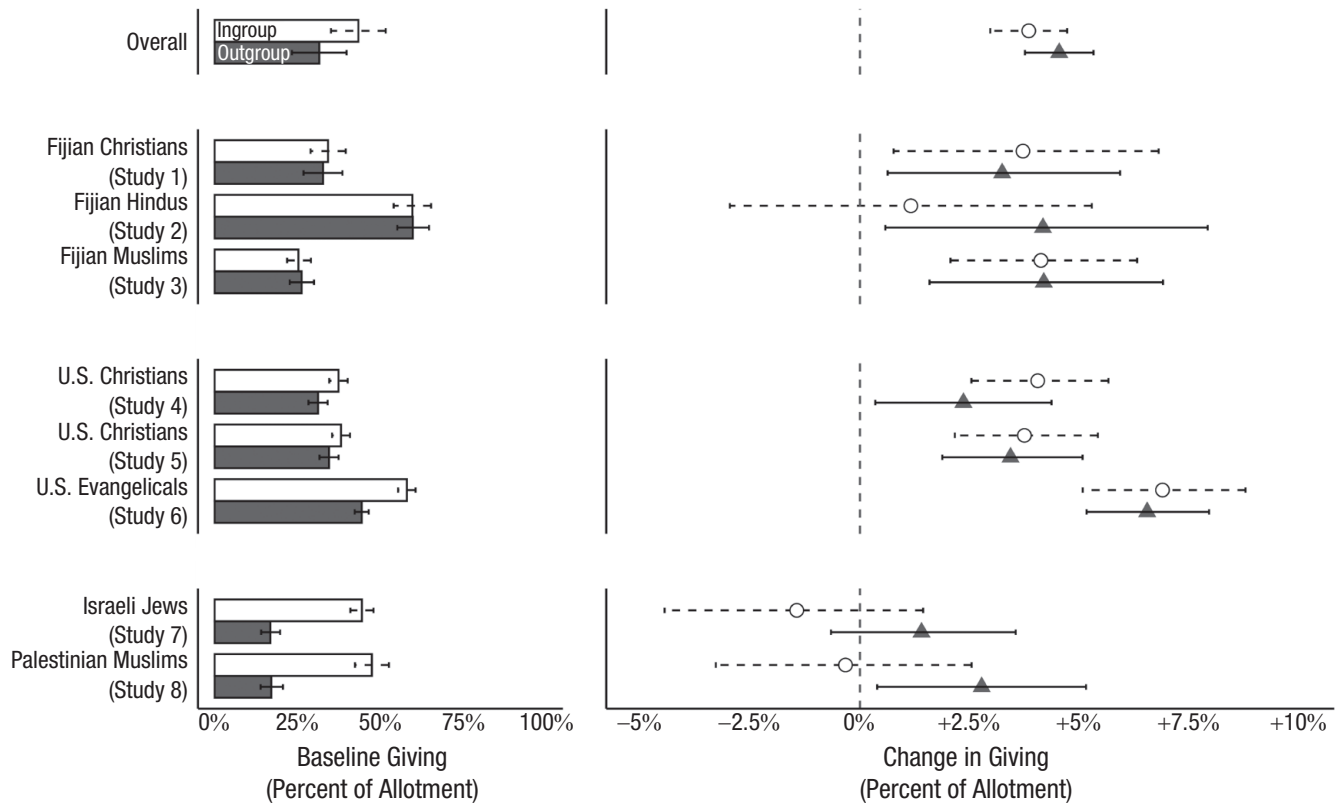 Overall
Ingroup
Outgroup
Fijian Christians
(Study 1)
Fijian Hindus
(Study 2)
Fijian Muslims
(Study 3)
U.S. Christians
(Study 4)
U.S. Christians
(Study 5)
U.S. Evangelicals
(Study 6)
Israeli Jews
(Study 7)
Palestinian Muslims
(Study 8)
0% 25% 50% 75% 100%
Baseline Giving
(Percent of Allotment)
−5% −2.5% 0% +2.5% +5% +7.5% +10%
Change in Giving
(Percent of Allotment)